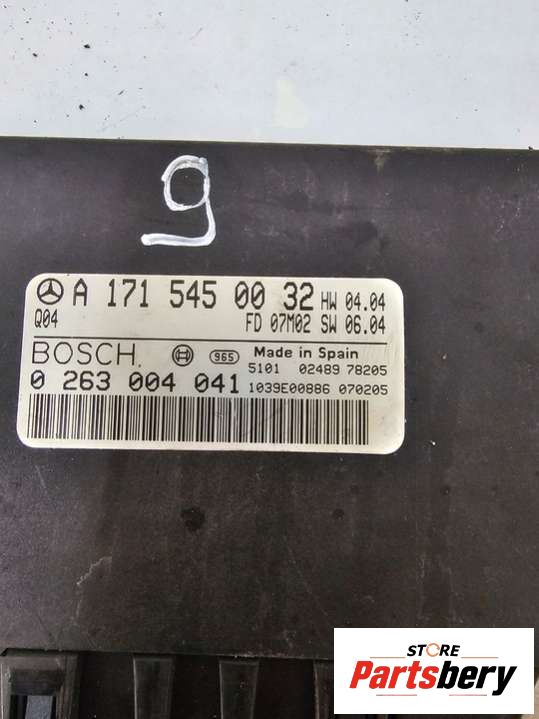 9
A 171 545 00 32 HW 04.04
Q04 FD 07M02 SW 06.04
BOSCH 965 Made in Spain
5101 02489 78205
0 263 004 041 1039E00886 070205
STORE
Partsbery